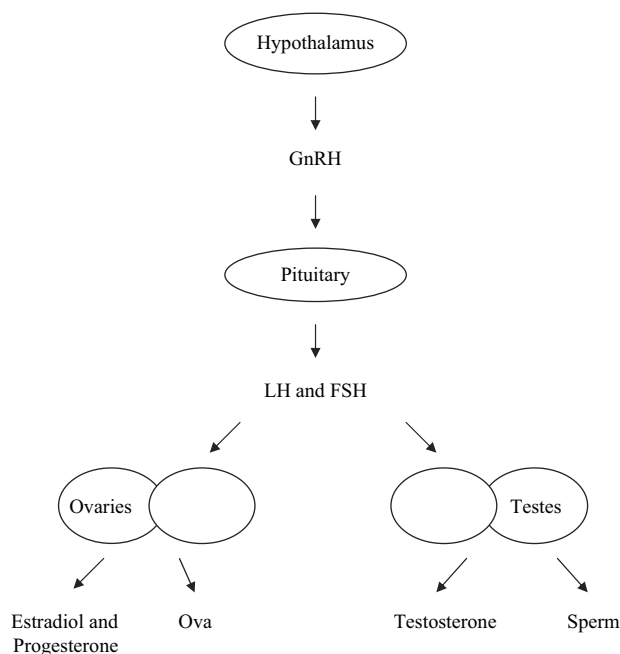 Hypothalamus
GnRH
Pituitary
LH and FSH
Ovaries
Testes
Estradiol and
Progesterone
Ova
Testosterone
Sperm